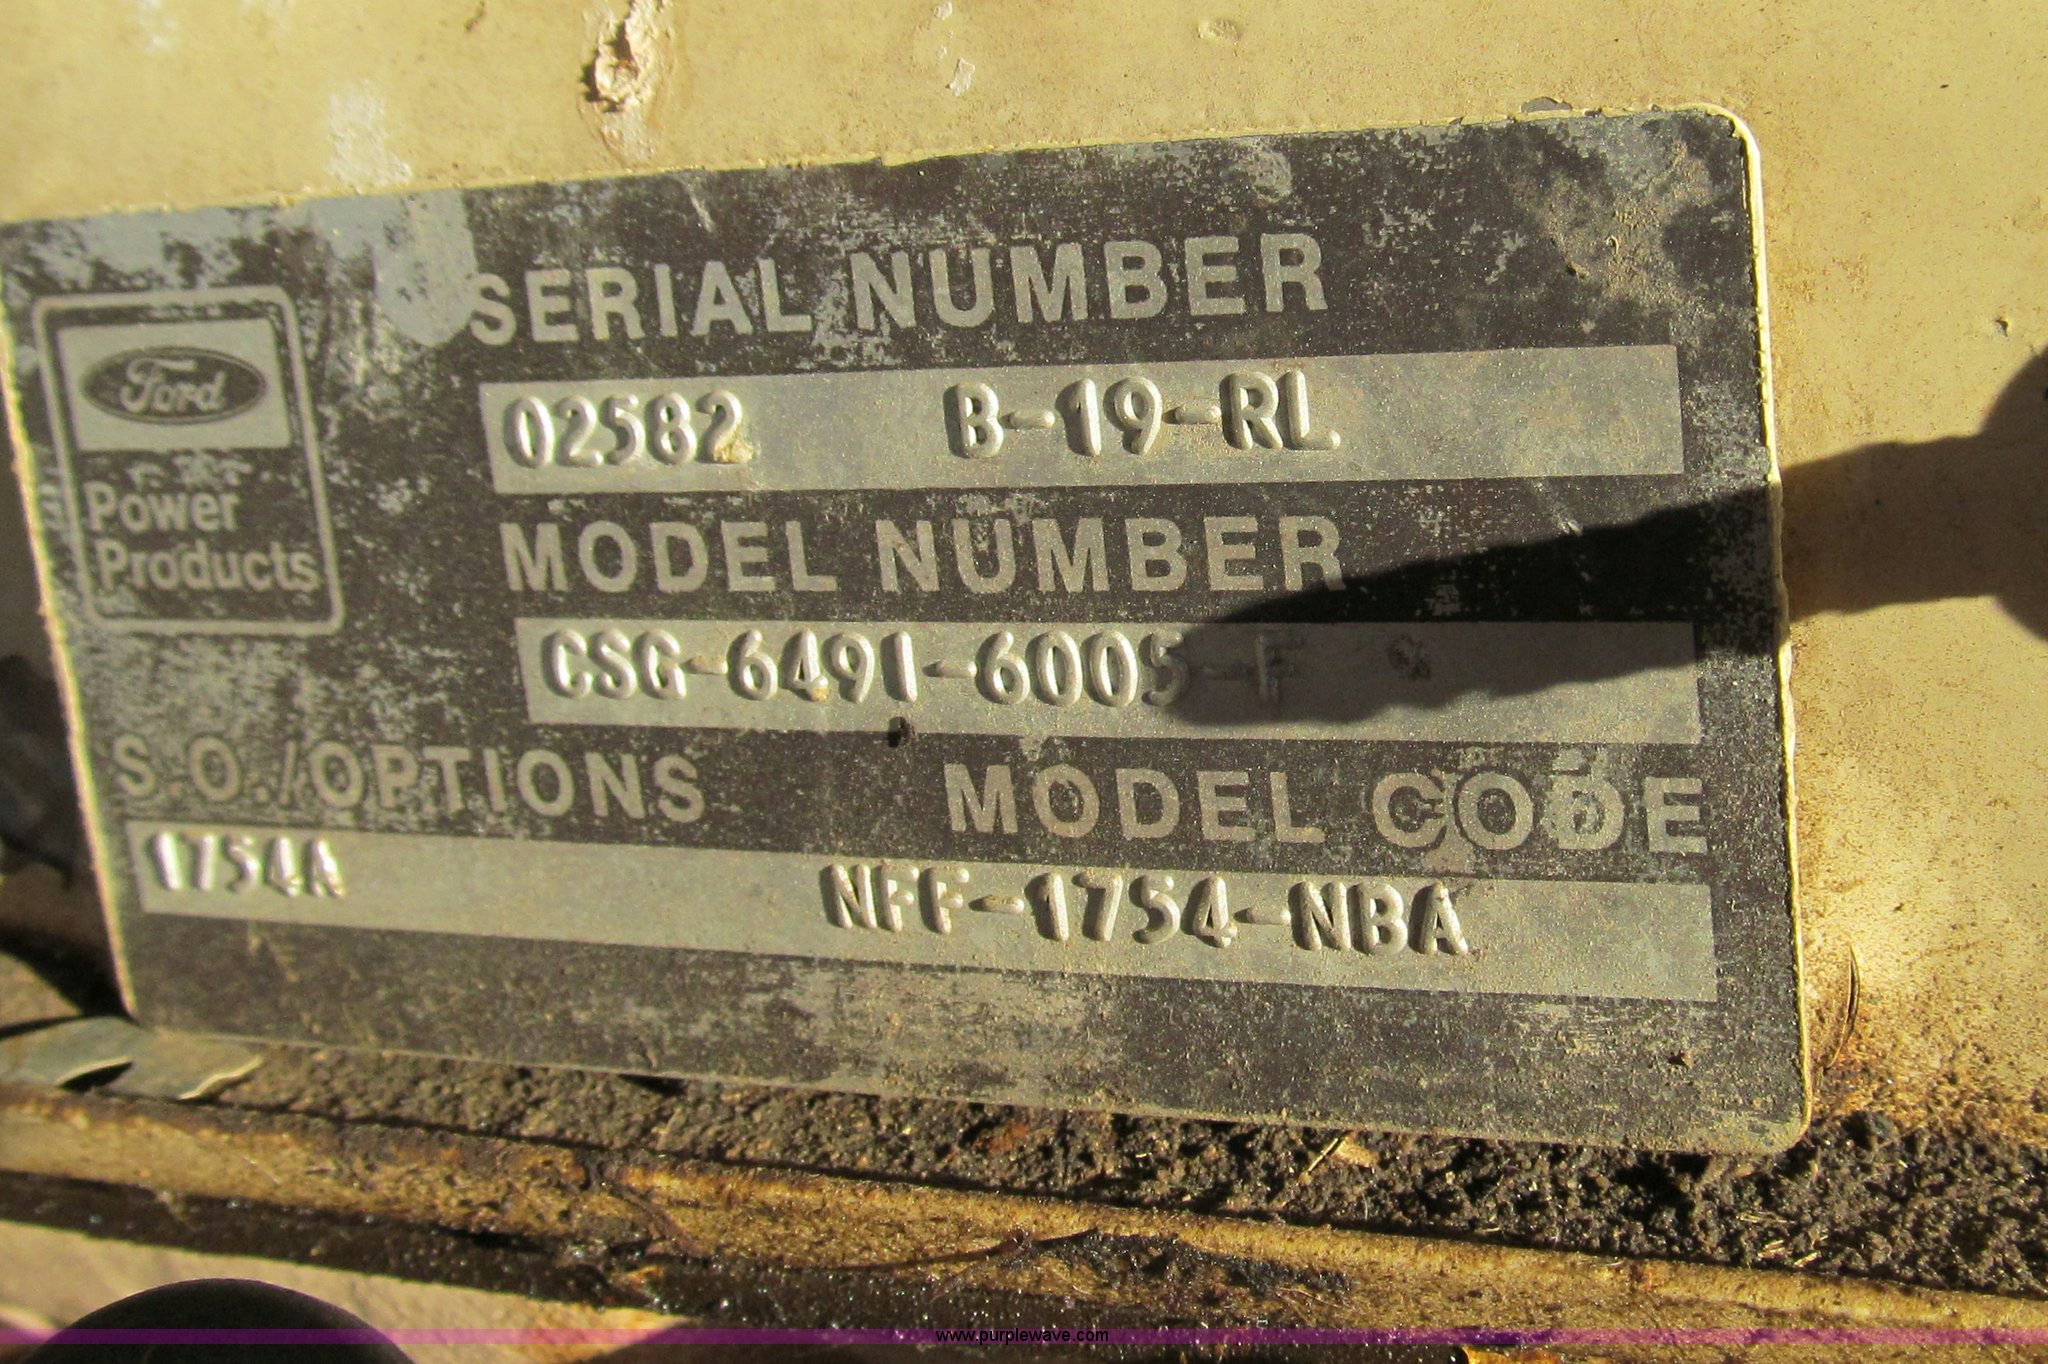 SERIAL NUMBER
Ford
Power
Products
02582 B-19-RL
MODEL NUMBER
CSG-649I-6005-F
S.O./OPTIONS MODEL CODE
1754A NFF-1754-NBA
www.purplewave.com